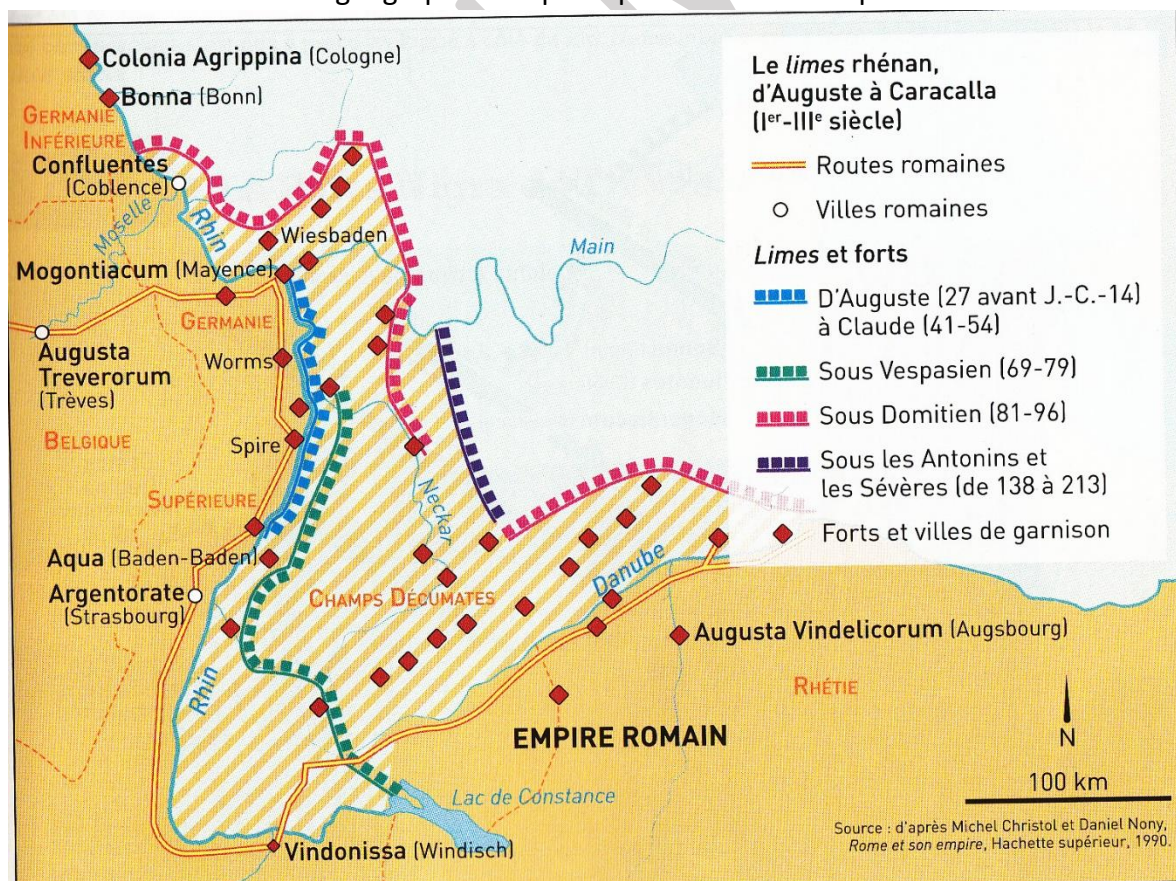 Colonia Agrippina (Cologne)
Bonna (Bonn)
GERMANIE
INFÉRIEURE
Confluentes
(Coblence)
Moselle
Rhin
Wiesbaden
Main
Mogontiacum (Mayence)
GERMANIE
Augusta
Treverorum
(Trèves)
Worms
BELGIQUE
Spire
SUPÉRIEURE
Neckar
Aqua (Baden-Baden)
Argentorate
(Strasbourg)
CHAMPS DÉCUMATES
Danube
Augusta Vindelicorum (Augsbourg)
RHÉTIE
Rhin
EMPIRE ROMAIN
Lac de Constance
Vindonissa (Windisch)
Le limes rhénan,
d'Auguste à Caracalla
(Ier-IIIe siècle)
Routes romaines
Villes romaines
Limes et forts
D'Auguste (27 avant J.-C.-14)
à Claude (41-54)
Sous Vespasien (69-79)
Sous Domitien (81-96)
Sous les Antonins et
les Sévères (de 138 à 213)
Forts et villes de garnison
N
100 km
Source : d'après Michel Christol et Daniel Nony,
Rome et son empire, Hachette supérieur, 1990.